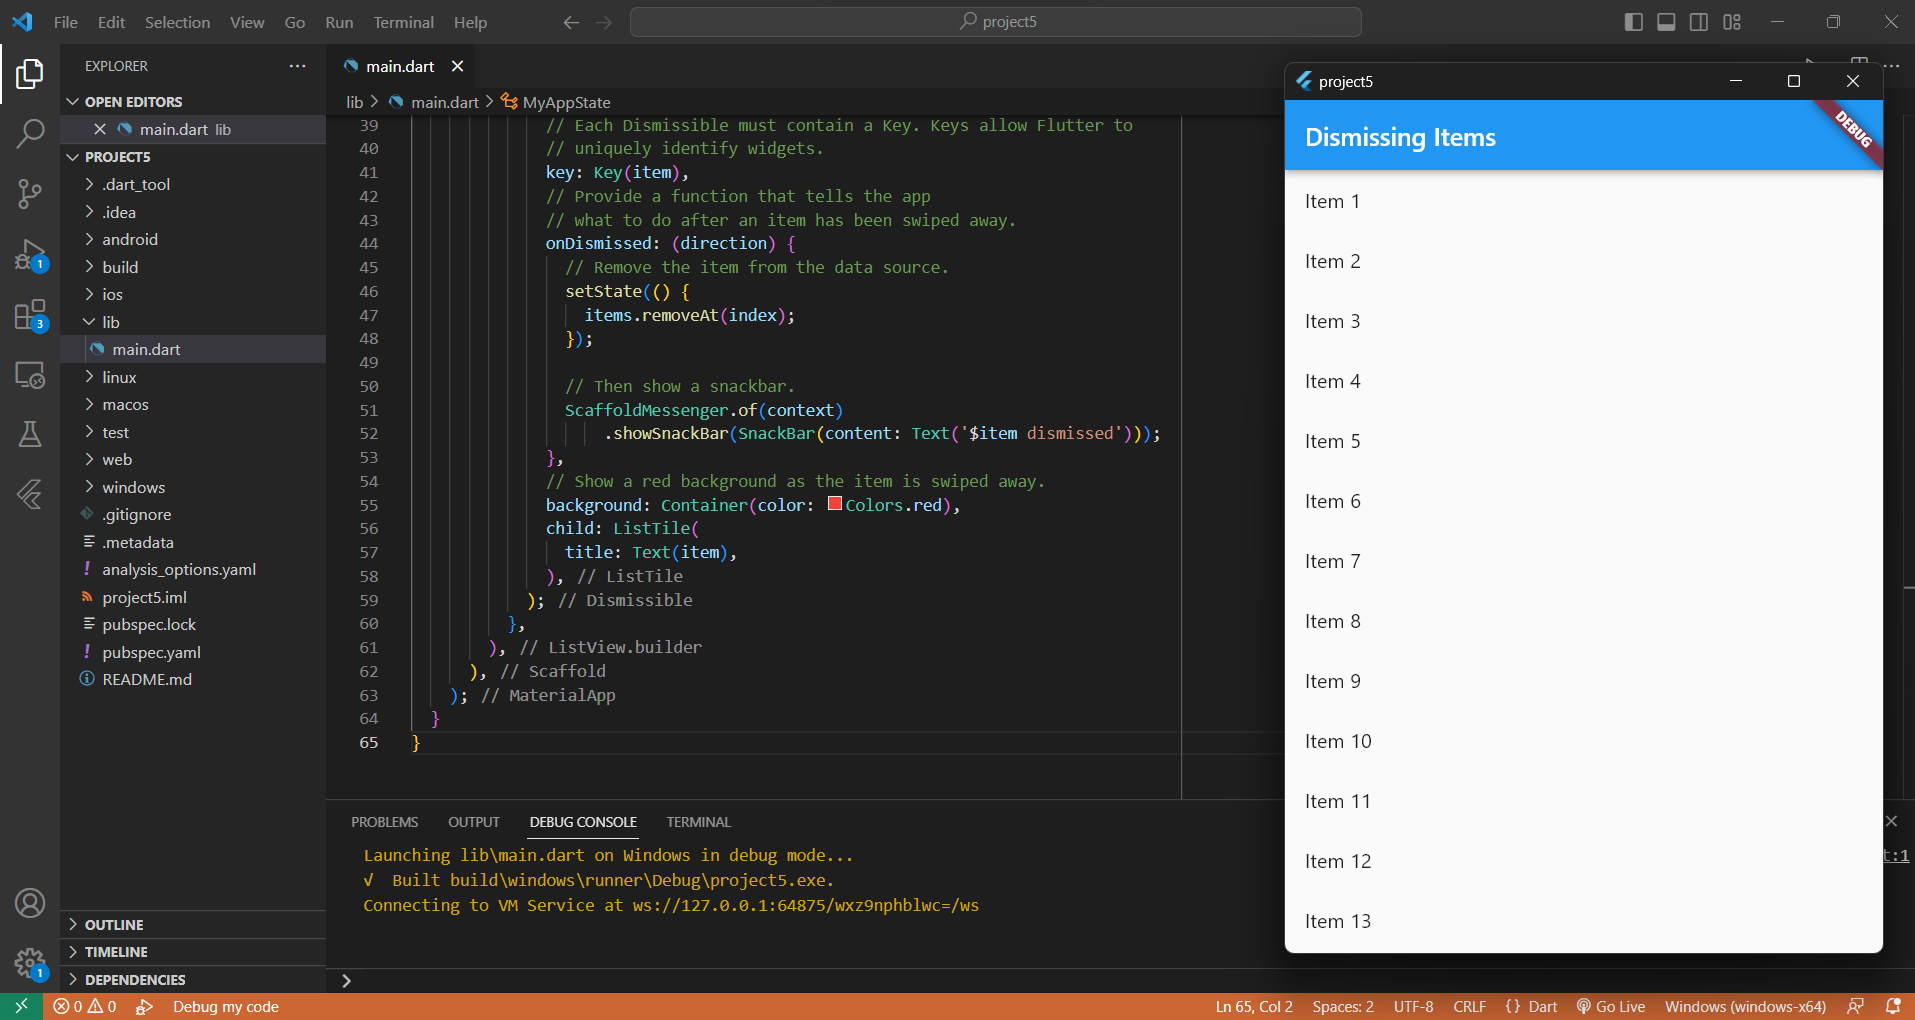 File Edit Selection View Go Run Terminal Help
project5
EXPLORER
OPEN EDITORS
main.dart lib
PROJECT5
.dart_tool
.idea
android
build
ios
lib
main.dart
linux
macos
test
web
windows
.gitignore
.metadata
analysis_options.yaml
project5.iml
pubspec.lock
pubspec.yaml
README.md
OUTLINE
TIMELINE
DEPENDENCIES
1
3
1
main.dart
lib > main.dart > MyAppState
39 // Each Dismissible must contain a Key. Keys allow Flutter to
40 // uniquely identify widgets.
41 key: Key(item),
42 // Provide a function that tells the app
43 // what to do after an item has been swiped away.
44 onDismissed: (direction) {
45 // Remove the item from the data source.
46 setState(() {
47 items.removeAt(index);
48 });
49
50 // Then show a snackbar.
51 ScaffoldMessenger.of(context)
52 .showSnackBar(SnackBar(content: Text('$item dismissed')));
53 },
54 // Show a red background as the item is swiped away.
55 background: Container(color: Colors.red),
56 child: ListTile(
57 title: Text(item),
58 ), // ListTile
59 ); // Dismissible
60 },
61 ), // ListView.builder
62 ), // Scaffold
63 ); // MaterialApp
64 }
65 }
PROBLEMS OUTPUT DEBUG CONSOLE TERMINAL
Launching lib\main.dart on Windows in debug mode...
√ Built build\windows\runner\Debug\project5.exe.
Connecting to VM Service at ws://127.0.0.1:64875/wxz9nphblwc=/ws
t:1
project5
Dismissing Items
DEBUG
Item 1
Item 2
Item 3
Item 4
Item 5
Item 6
Item 7
Item 8
Item 9
Item 10
Item 11
Item 12
Item 13
0 0 Debug my code Ln 65, Col 2 Spaces: 2 UTF-8 CRLF {} Dart Go Live Windows (windows-x64)